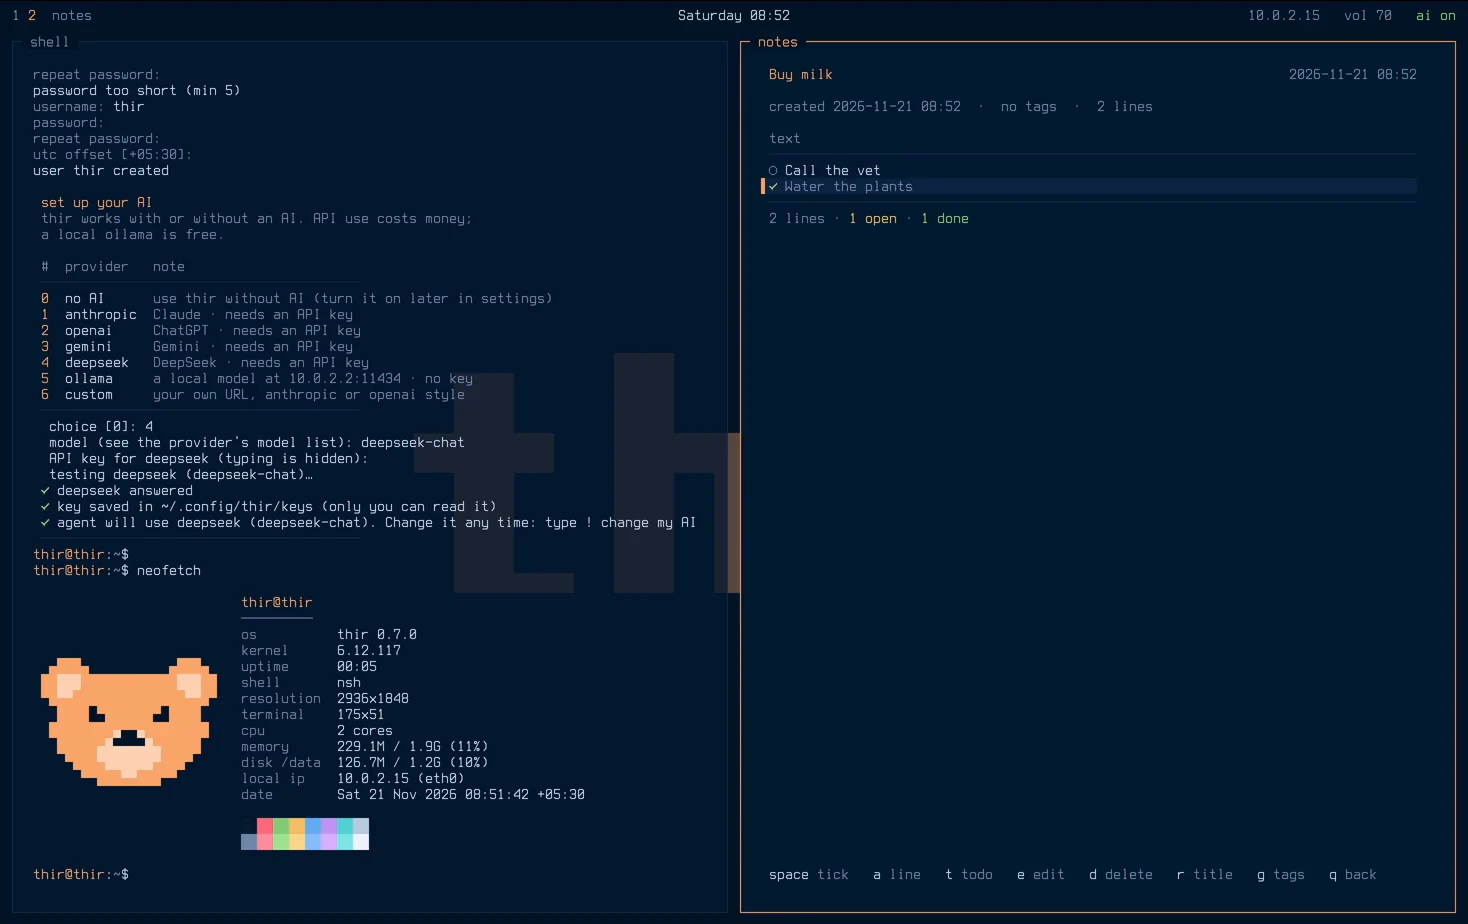 1 2 notes
Saturday 08:52
10.0.2.15 vol 70 ai on
shell
repeat password:
password too short (min 5)
username: thir
password:
repeat password:
utc offset [+05:30]:
user thir created
set up your AI
thir works with or without an AI. API use costs money;
a local ollama is free.
# provider note
0 no AI use thir without AI (turn it on later in settings)
1 anthropic Claude · needs an API key
2 openai ChatGPT · needs an API key
3 gemini Gemini · needs an API key
4 deepseek DeepSeek · needs an API key
5 ollama a local model at 10.0.2.2:11434 · no key
6 custom your own URL, anthropic or openai style
choice [0]: 4
model (see the provider's model list): deepseek-chat
API key for deepseek (typing is hidden):
testing deepseek (deepseek-chat)…
✓ deepseek answered
✓ key saved in ~/.config/thir/keys (only you can read it)
✓ agent will use deepseek (deepseek-chat). Change it any time: type ! change my AI
thir@thir:~$
thir@thir:~$ neofetch
thir@thir
os thir 0.7.0
kernel 6.12.117
uptime 00:05
shell nsh
resolution 2936x1848
terminal 175x51
cpu 2 cores
memory 229.1M / 1.9G (11%)
disk /data 126.7M / 1.2G (10%)
local ip 10.0.2.15 (eth0)
date Sat 21 Nov 2026 08:51:42 +05:30
thir@thir:~$
th
notes
Buy milk 2026-11-21 08:52
created 2026-11-21 08:52 · no tags · 2 lines
text
○ Call the vet
✓ Water the plants
2 lines · 1 open · 1 done
space tick a line t todo e edit d delete r title g tags q back